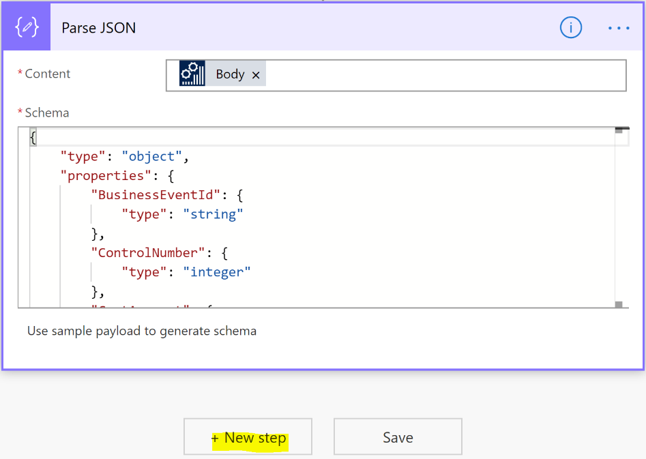 Parse JSON
* Content
Body ×
* Schema
{
"type": "object",
"properties": {
"BusinessEventId": {
"type": "string"
},
"ControlNumber": {
"type": "integer"
},
Use sample payload to generate schema
+ New step
Save